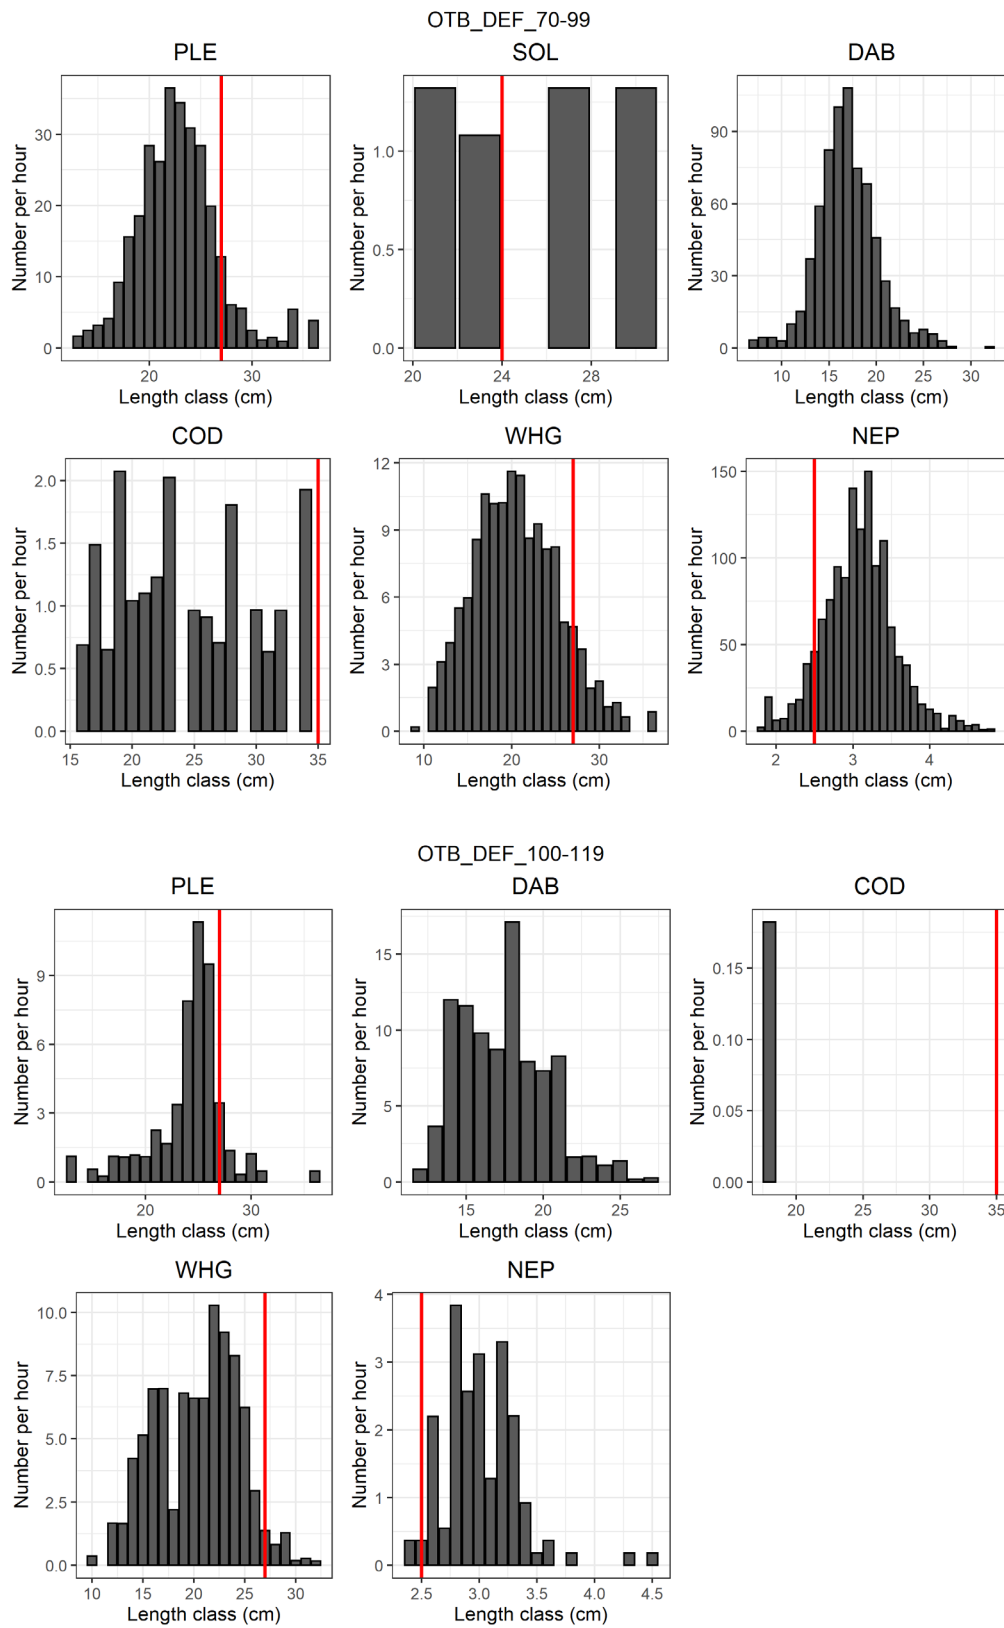 OTB_DEF_70-99
PLE
SOL
DAB
Number per hour
30
20
10
0
20
30
Length class (cm)
Number per hour
1.0
0.5
0.0
20
24
28
Length class (cm)
Number per hour
90
60
30
0
10
15
20
25
30
Length class (cm)
COD
WHG
NEP
Number per hour
2.0
1.5
1.0
0.5
0.0
15
20
25
30
35
Length class (cm)
Number per hour
12
9
6
3
0
10
20
30
Length class (cm)
Number per hour
150
100
50
0
2
3
4
Length class (cm)
OTB_DEF_100-119
PLE
DAB
COD
Number per hour
9
6
3
0
20
30
Length class (cm)
Number per hour
15
10
5
0
15
20
25
Length class (cm)
Number per hour
0.15
0.10
0.05
0.00
20
25
30
35
Length class (cm)
WHG
NEP
Number per hour
10.0
7.5
5.0
2.5
0.0
10
15
20
25
30
Length class (cm)
Number per hour
4
3
2
1
0
2.5
3.0
3.5
4.0
4.5
Length class (cm)